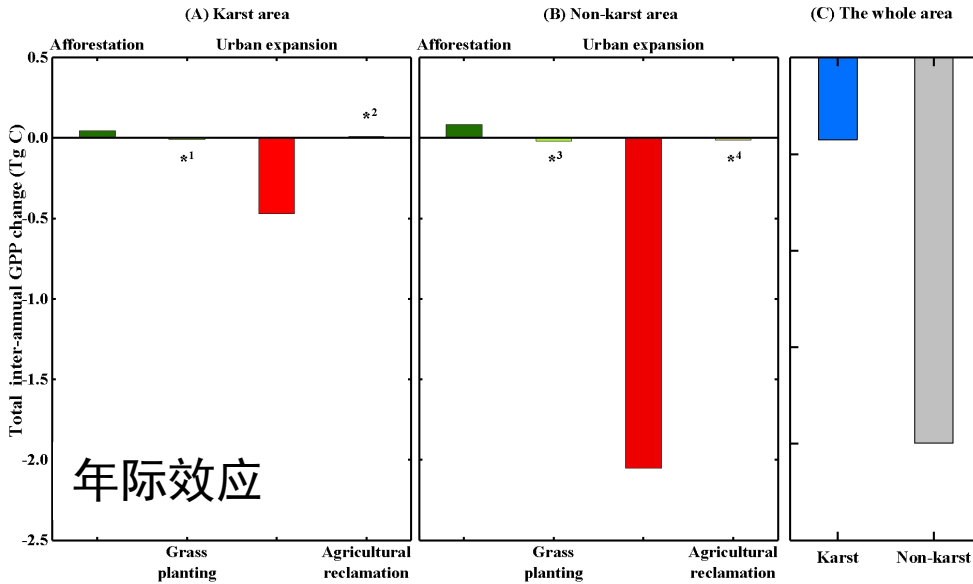 (A) Karst area
(B) Non-karst area
(C) The whole area
Afforestation
Urban expansion
Afforestation
Urban expansion
Total inter-annual GPP change (Tg C)
0.5
0.0
-0.5
-1.0
-1.5
-2.0
-2.5
*1
*2
*3
*4
年际效应
Grass
planting
Agricultural
reclamation
Grass
planting
Agricultural
reclamation
Karst
Non-karst